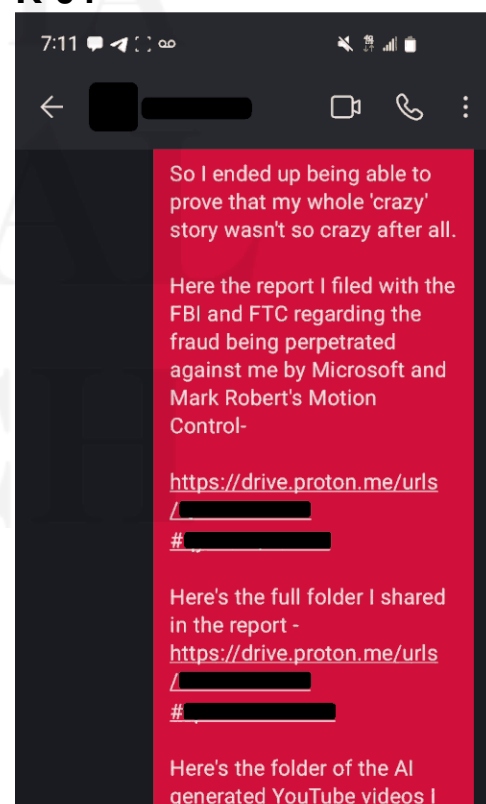 7:11
So I ended up being able to
prove that my whole 'crazy'
story wasn't so crazy after all.
Here the report I filed with the
FBI and FTC regarding the
fraud being perpetrated
against me by Microsoft and
Mark Robert's Motion
Control-
https://drive.proton.me/urls
/
#
Here's the full folder I shared
in the report -
https://drive.proton.me/urls
/
#
Here's the folder of the AI
generated YouTube videos I